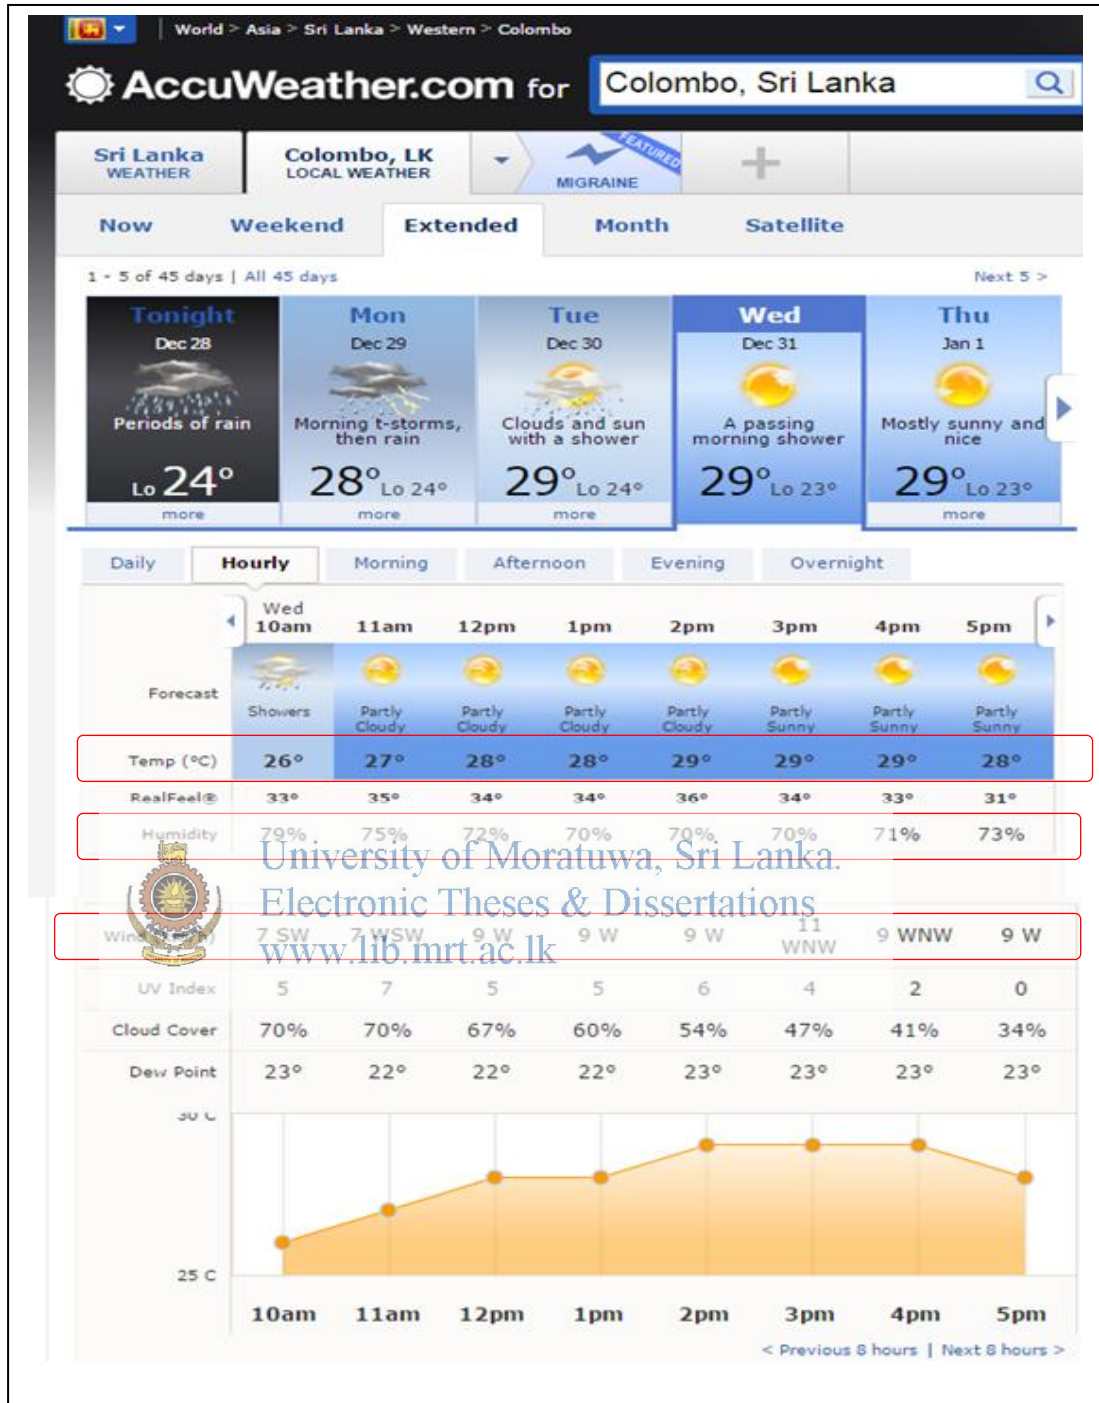 World > Asia > Sri Lanka > Western > Colombo
AccuWeather.com for Colombo, Sri Lanka
Sri Lanka WEATHER
Colombo, LK LOCAL WEATHER
MIGRAINE
FEATURED
Now Weekend Extended Month Satellite
1 - 5 of 45 days | All 45 days Next 5 >
Tonight Mon Tue Wed Thu
Dec 28 Dec 29 Dec 30 Dec 31 Jan 1
Periods of rain Morning t-storms, Clouds and sun A passing Mostly sunny and
then rain with a shower morning shower nice
Lo 24° 28° Lo 24° 29° Lo 24° 29° Lo 23° 29° Lo 23°
more more more more
Daily Hourly Morning Afternoon Evening Overnight
Wed
10am 11am 12pm 1pm 2pm 3pm 4pm 5pm
Forecast
Showers Partly Partly Partly Partly Partly Partly Partly
Cloudy Cloudy Cloudy Cloudy Sunny Sunny Sunny
Temp (°C) 26° 27° 28° 28° 29° 29° 29° 28°
RealFeel® 33° 35° 34° 34° 36° 34° 33° 31°
Humidity 79% 75% 72% 70% 70% 70% 71% 73%
University of Moratuwa, Sri Lanka.
Electronic Theses & Dissertations
7 SW 7 WSW 9 W 9 W 9 W 11 WNW 9 WNW 9 W
www.lib.mrt.ac.lk
UV Index 5 7 5 5 6 4 2 0
Cloud Cover 70% 70% 67% 60% 54% 47% 41% 34%
Dew Point 23° 22° 22° 22° 23° 23° 23° 23°
30 C
25 C
10am 11am 12pm 1pm 2pm 3pm 4pm 5pm
< Previous 8 hours | Next 8 hours >